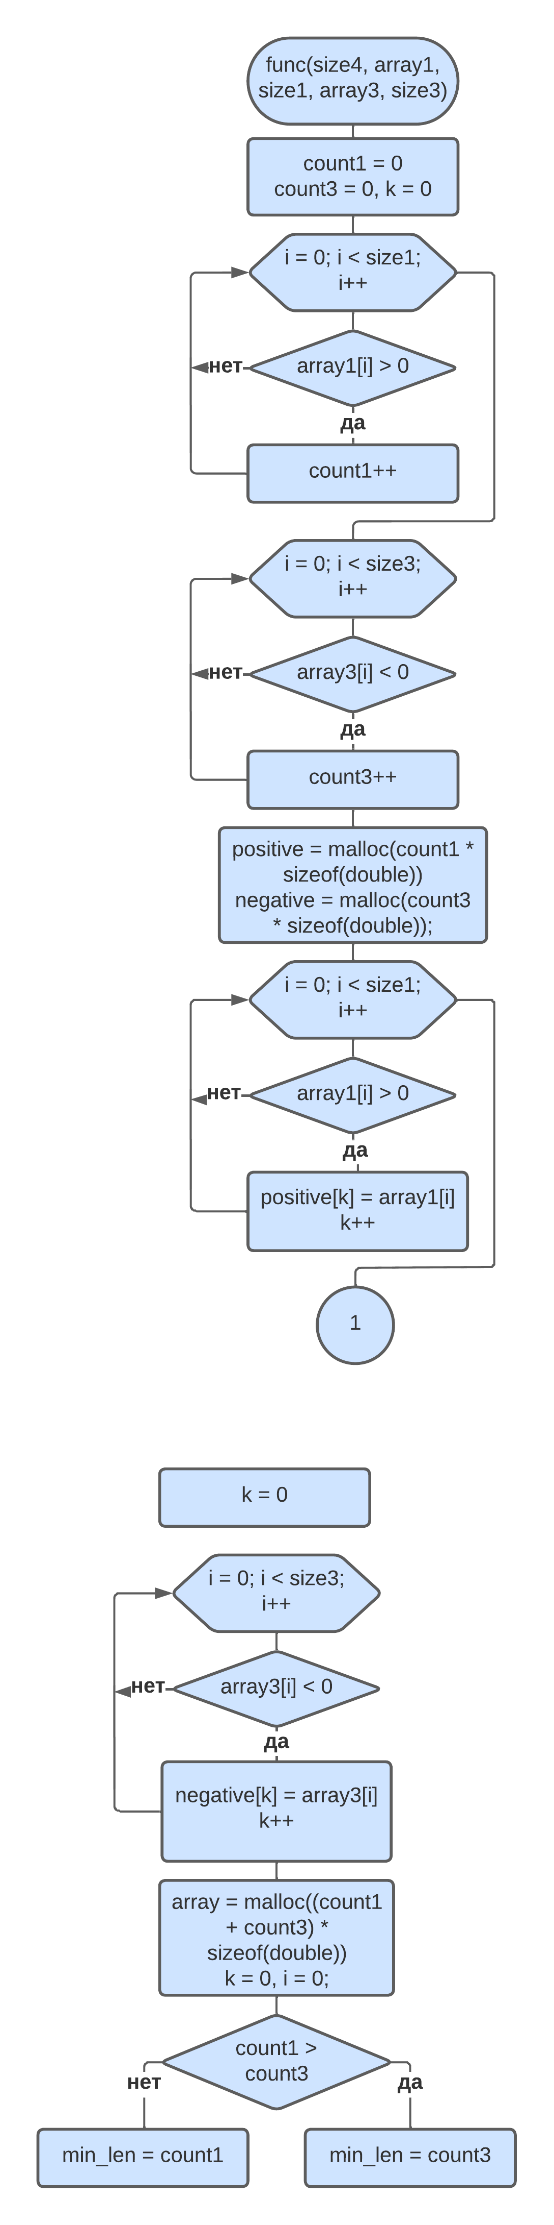 func(size4, array1,
size1, array3, size3)
count1 = 0
count3 = 0, k = 0
i = 0; i < size1;
i++
array1[i] > 0
нет
да
count1++
i = 0; i < size3;
i++
array3[i] < 0
нет
да
count3++
positive = malloc(count1 *
sizeof(double))
negative = malloc(count3
* sizeof(double));
i = 0; i < size1;
i++
array1[i] > 0
нет
да
positive[k] = array1[i]
k++
1
k = 0
i = 0; i < size3;
i++
array3[i] < 0
нет
да
negative[k] = array3[i]
k++
array = malloc((count1
+ count3) *
sizeof(double))
k = 0, i = 0;
count1 >
count3
нет
да
min_len = count1
min_len = count3